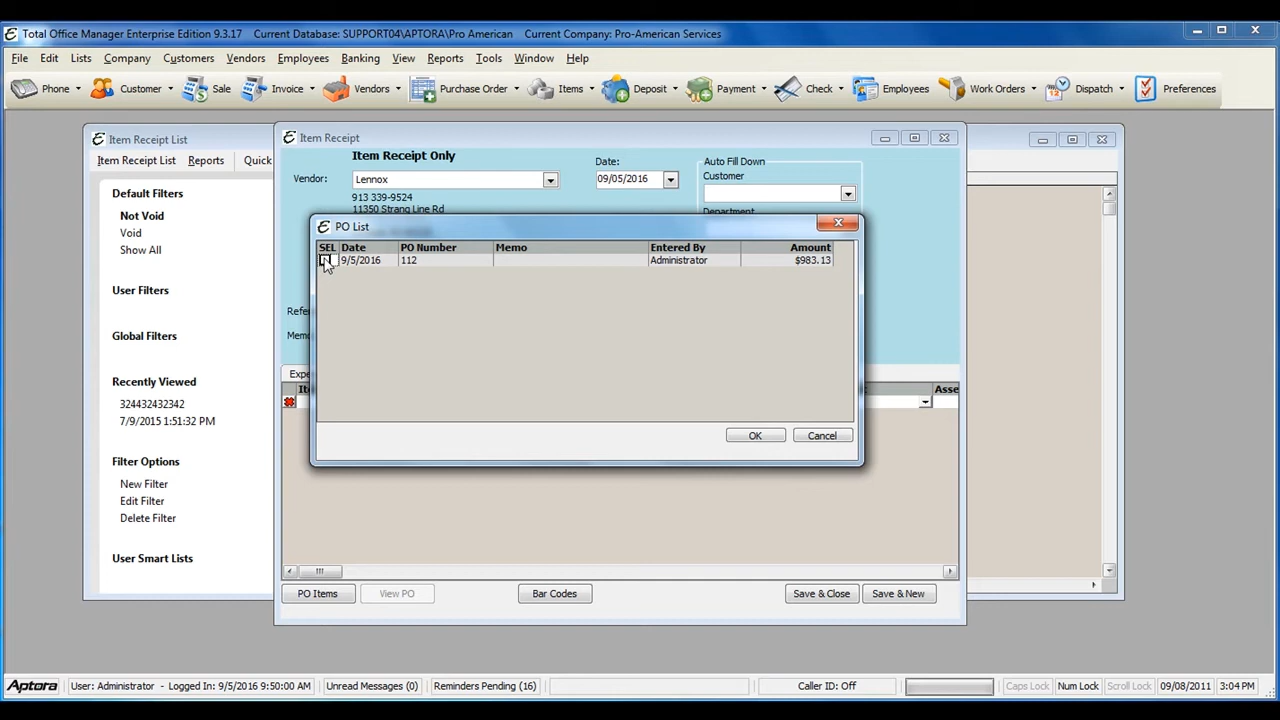 Total Office Manager Enterprise Edition 9.3.17 Current Database: SUPPORT04\APTORA\Pro American Current Company: Pro-American Services
File Edit Lists Company Customers Vendors Employees Banking View Reports Tools Window Help
Phone Customer Sale Invoice Vendors Purchase Order Items Deposit Payment Check Employees Work Orders Dispatch Preferences
Item Receipt List
Item Receipt List Reports Quick
Default Filters
Not Void
Void
Show All
User Filters
Global Filters
Recently Viewed
324432432342
7/9/2015 1:51:32 PM
Filter Options
New Filter
Edit Filter
Delete Filter
User Smart Lists
Item Receipt
Item Receipt Only
Vendor: Lennox
913 339-9524
11350 Strang Line Rd
Date:
09/05/2016
Auto Fill Down
Customer
Department
Refe
Memo
Expe
Ite
Asse
PO List
SEL Date PO Number Memo Entered By Amount
9/5/2016 112 Administrator $983.13
OK Cancel
PO Items View PO Bar Codes Save & Close Save & New
Aptora User: Administrator - Logged In: 9/5/2016 9:50:00 AM Unread Messages (0) Reminders Pending (16) Caller ID: Off Caps Lock Num Lock Scroll Lock 09/08/2011 3:04 PM